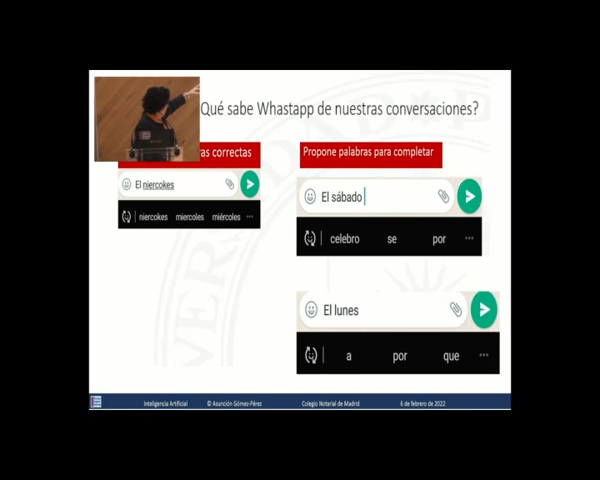 Qué sabe Whastapp de nuestras conversaciones?
correctas
El niercokes
niercokes miercoles miércoles ...
Propone palabras para completar
El sábado
celebro se por ...
El lunes
a por que ...
Inteligencia Artificial © Asunción Gómez-Pérez Colegio Notarial de Madrid 6 de febrero de 2022